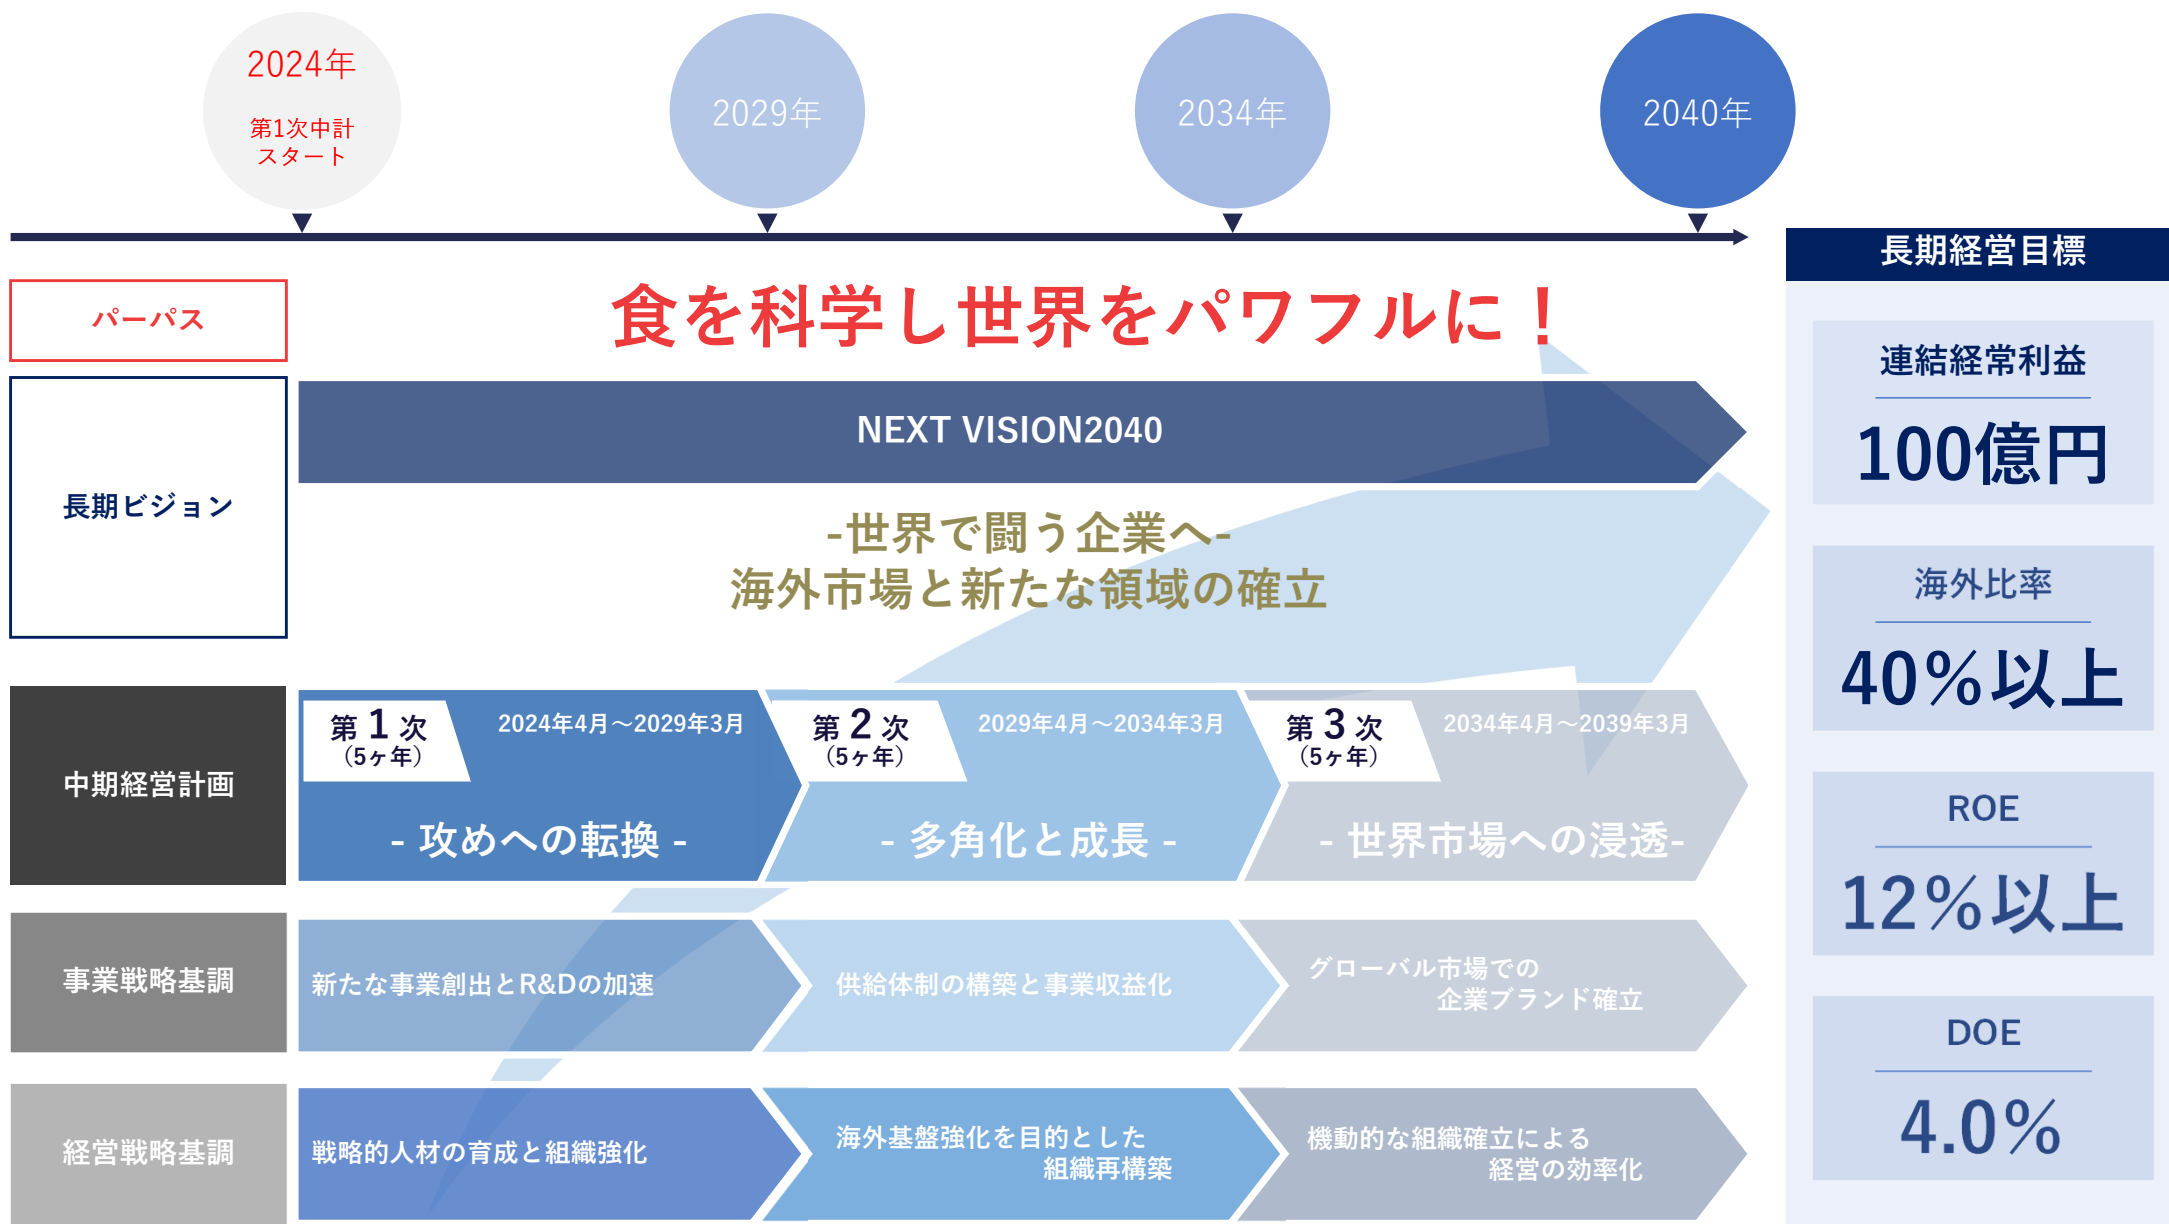 2024年
第1次中計
スタート
2029年
2034年
2040年
パーパス
食を科学し世界をパワフルに！
長期ビジョン
NEXT VISION2040
-世界で闘う企業へ-
海外市場と新たな領域の確立
中期経営計画
第 1 次
（5ヶ年）
2024年4月～2029年3月
- 攻めへの転換 -
第 2 次
（5ヶ年）
2029年4月～2034年3月
- 多角化と成長 -
第 3 次
（5ヶ年）
2034年4月～2039年3月
- 世界市場への浸透-
事業戦略基調
新たな事業創出とR&Dの加速
供給体制の構築と事業収益化
グローバル市場での
企業ブランド確立
経営戦略基調
戦略的人材の育成と組織強化
海外基盤強化を目的とした
組織再構築
機動的な組織確立による
経営の効率化
長期経営目標
連結経常利益
100億円
海外比率
40%以上
ROE
12%以上
DOE
4.0%